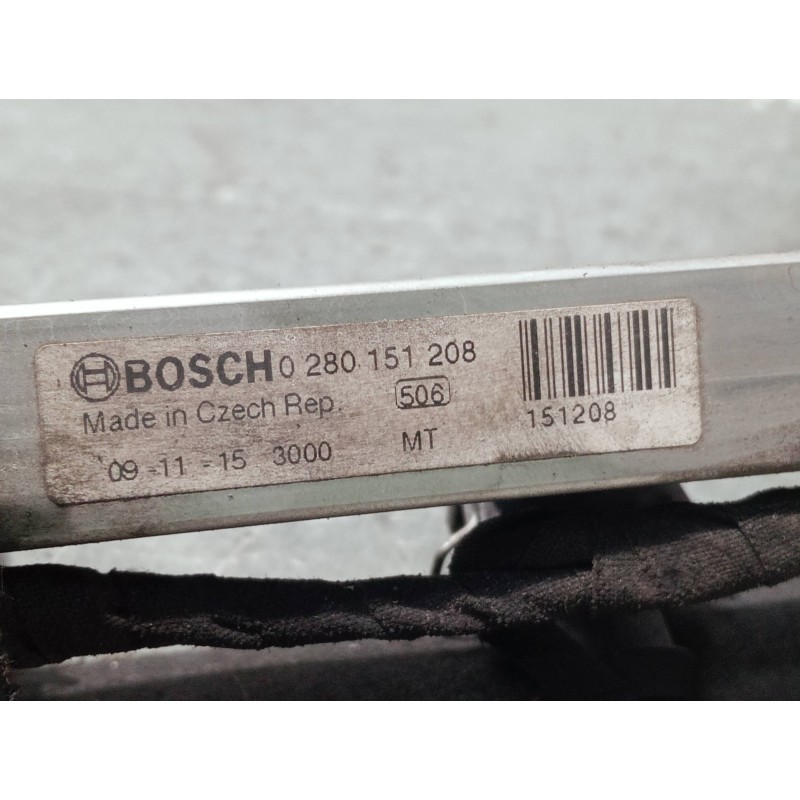 BOSCH 0 280 151 208
Made in Czech Rep. 506
09-11-15 3000 MT
151208